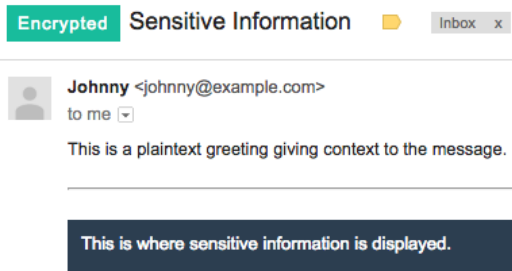 Encrypted Sensitive Information Inbox x
Johnny <johnny@example.com>
to me
This is a plaintext greeting giving context to the message.
This is where sensitive information is displayed.